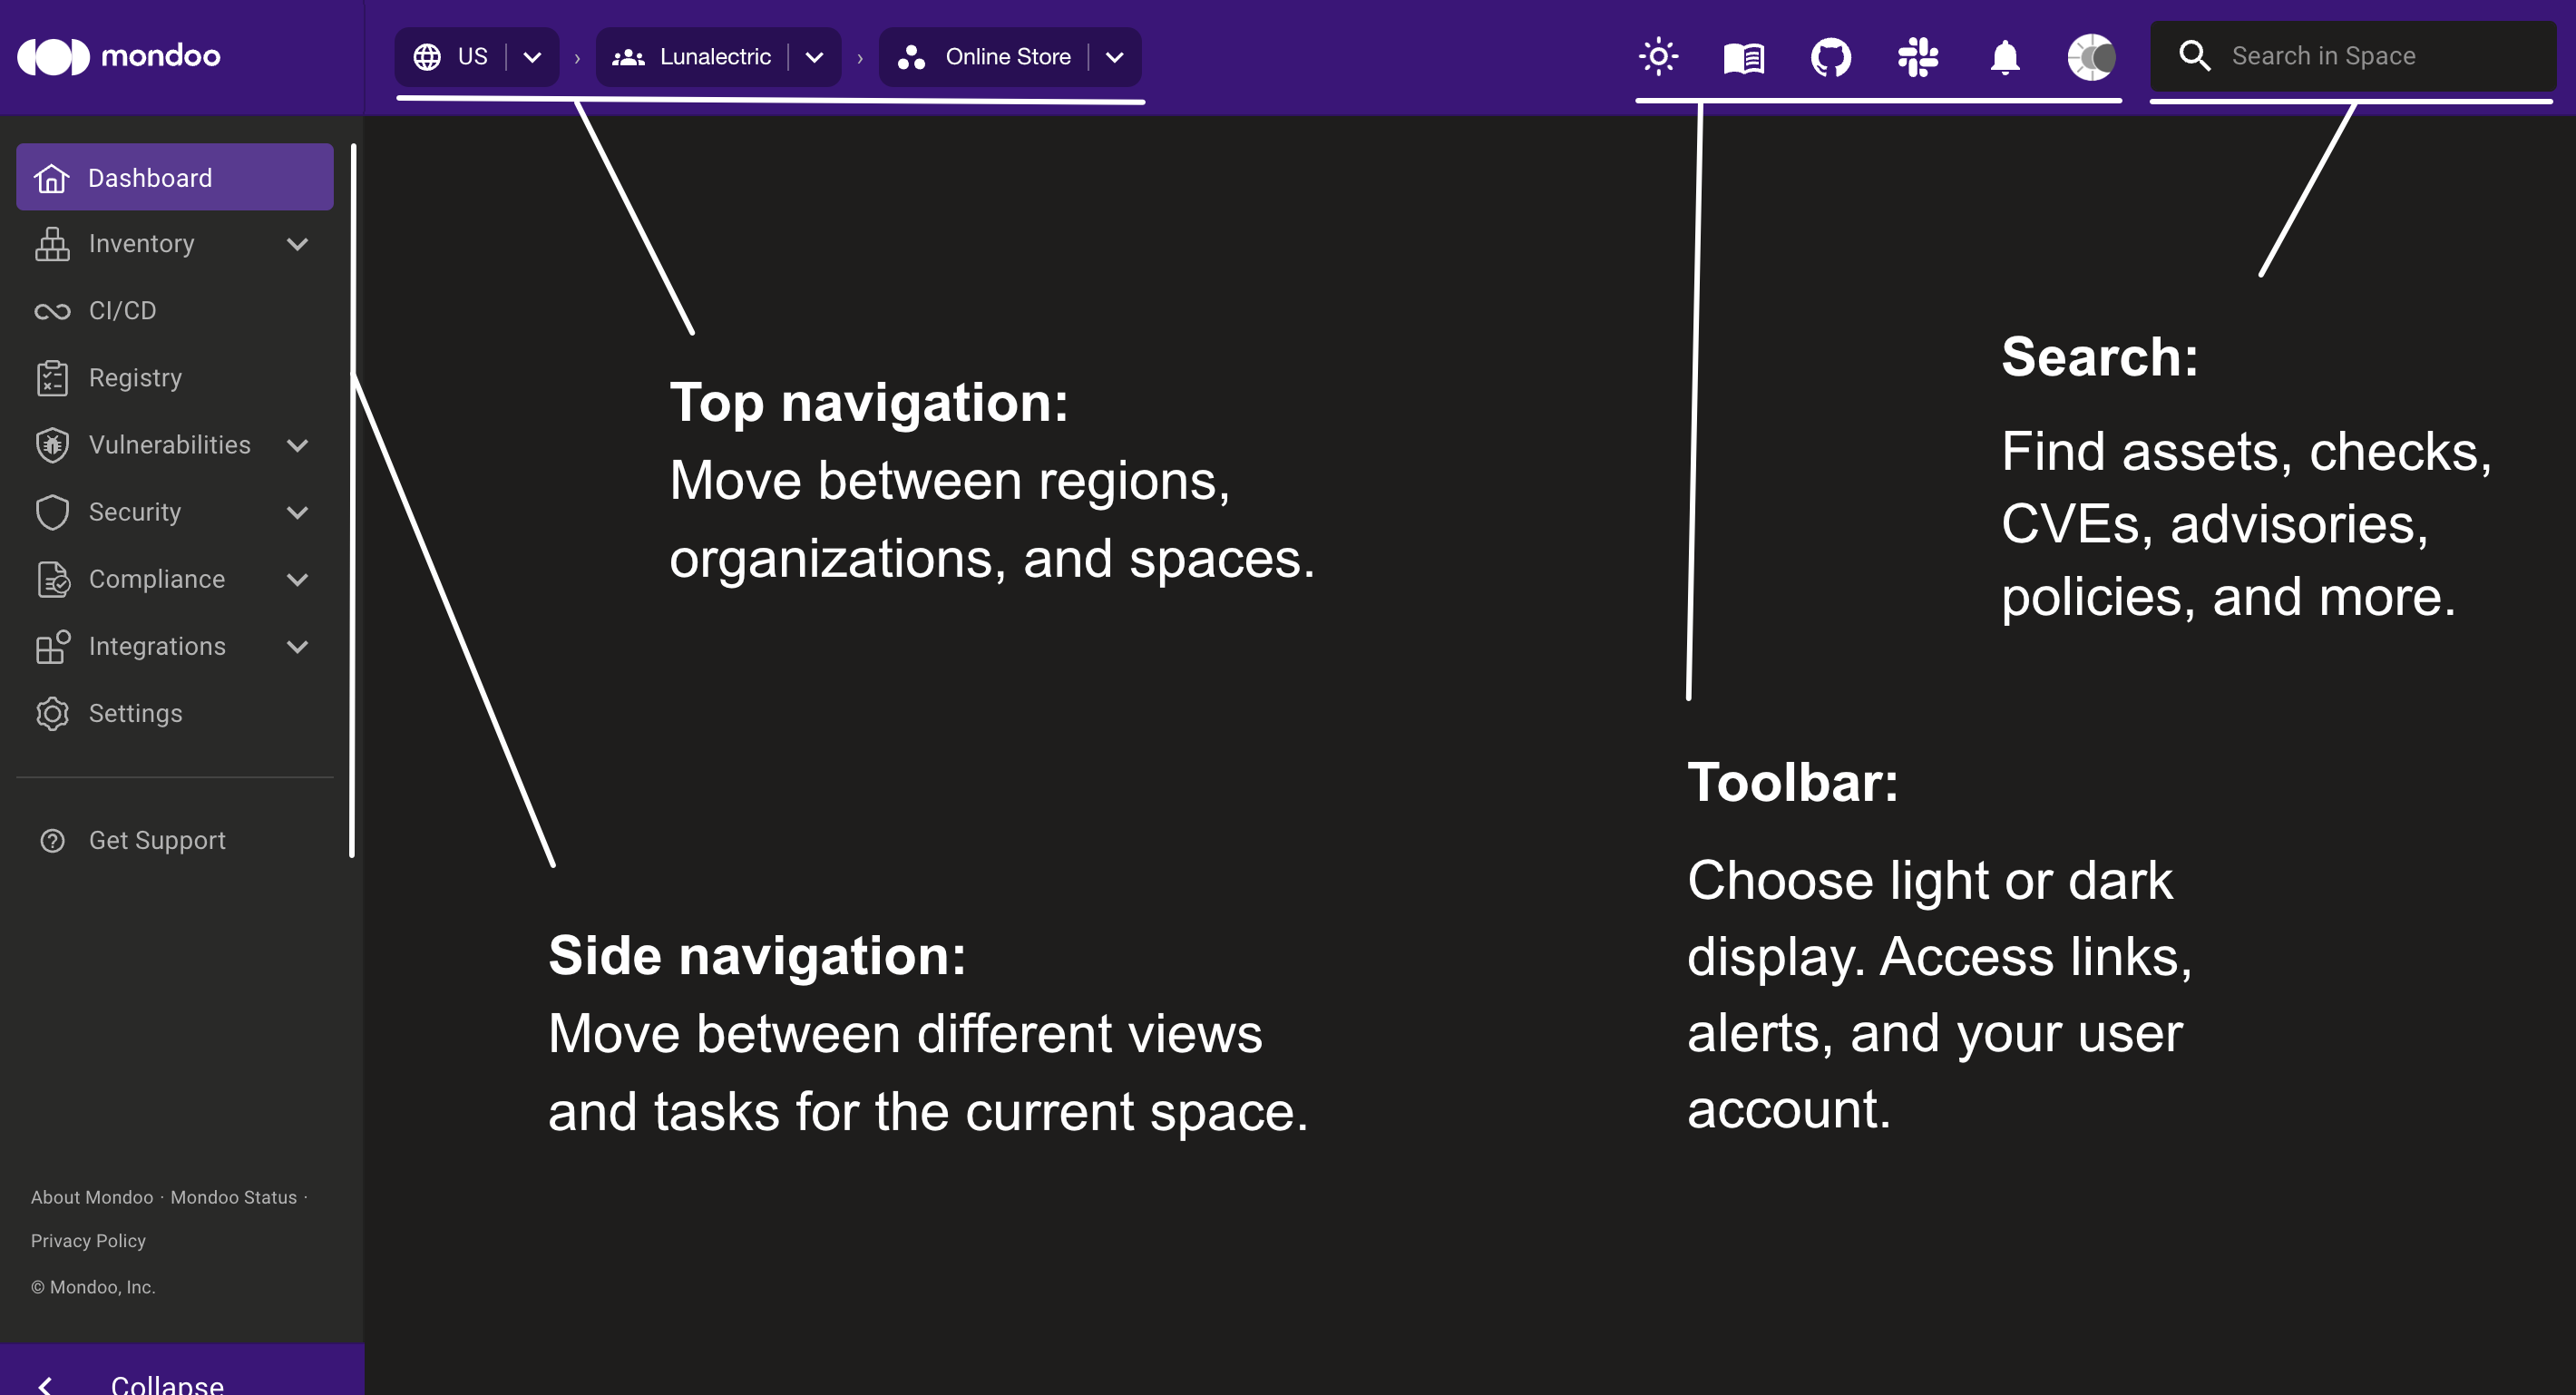 mondoo
US
Lunalectric
Online Store
Search in Space
Dashboard
Inventory
CI/CD
Registry
Vulnerabilities
Security
Compliance
Integrations
Settings
Get Support
About Mondoo · Mondoo Status ·
Privacy Policy
© Mondoo, Inc.
Collapse
Top navigation:
Move between regions,
organizations, and spaces.
Side navigation:
Move between different views
and tasks for the current space.
Search:
Find assets, checks,
CVEs, advisories,
policies, and more.
Toolbar:
Choose light or dark
display. Access links,
alerts, and your user
account.